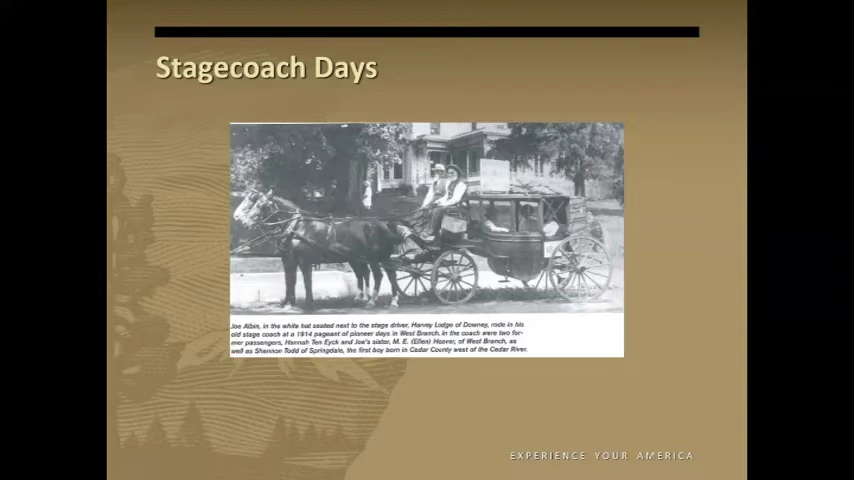 Stagecoach Days
Joe Albin, in the white hat seated next to the stage driver, Harvey Lodge of Downey, rode in his
old stage coach at a 1914 pageant of pioneer days in West Branch. In the coach were two for-
mer passengers, Hannah Ten Eyck and Joe's sister, M. E. (Ellen) Hoover, of West Branch, as
well as Shannon Todd of Springdale, the first boy born in Cedar County west of the Cedar River.
EXPERIENCE YOUR AMERICA